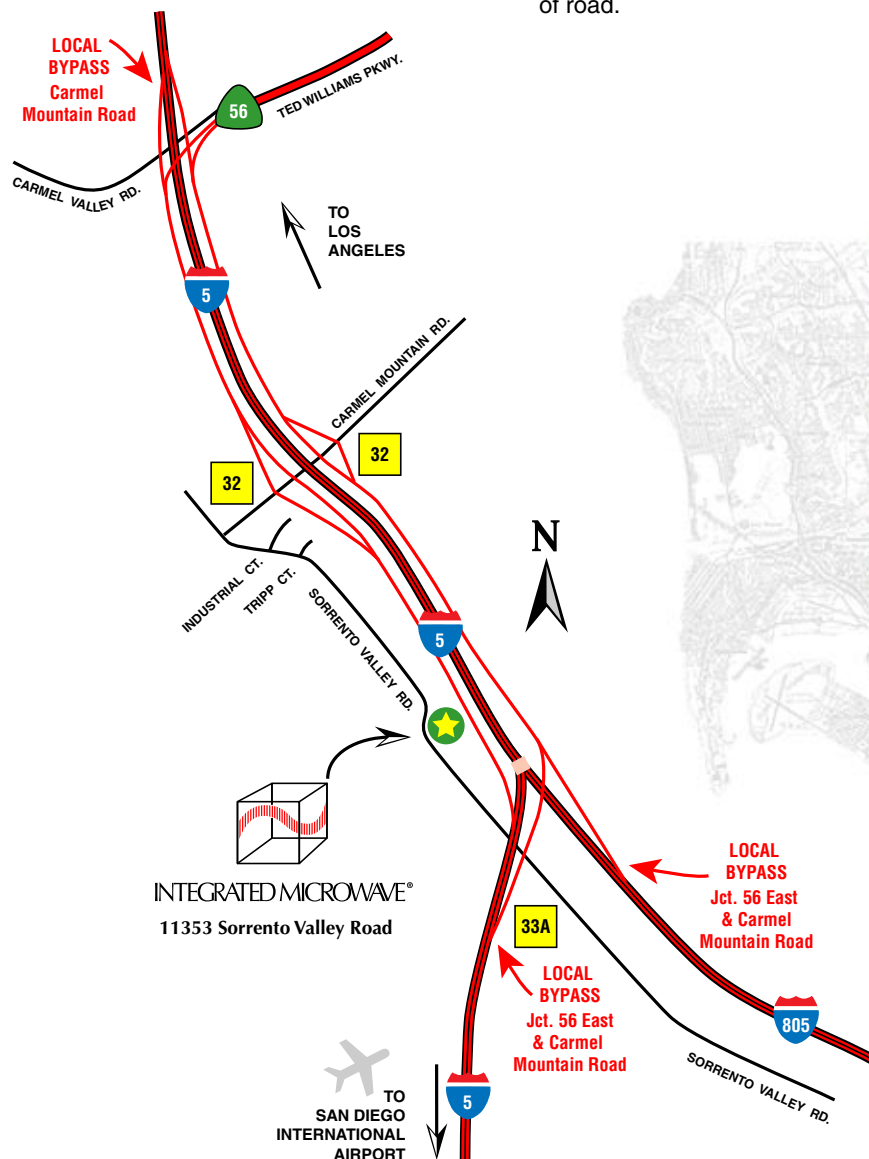 of road.
LOCAL
BYPASS
Carmel
Mountain Road
56
TED WILLIAMS PKWY.
CARMEL VALLEY RD.
TO
LOS
ANGELES
5
CARMEL MOUNTAIN RD.
32
32
N
INDUSTRIAL CT.
TRIPP CT.
SORRENTO VALLEY RD.
5
INTEGRATED MICROWAVE®
11353 Sorrento Valley Road
LOCAL
BYPASS
Jct. 56 East
& Carmel
Mountain Road
33A
LOCAL
BYPASS
Jct. 56 East
& Carmel
Mountain Road
805
SORRENTO VALLEY RD.
5
TO
SAN DIEGO
INTERNATIONAL
AIRPORT